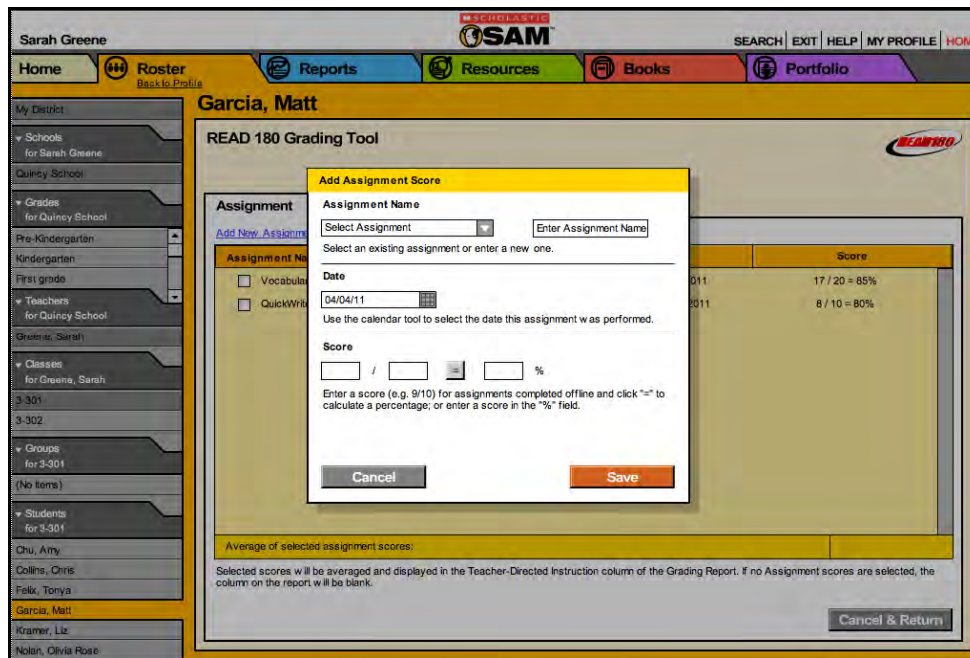 SCHOLASTIC
SAM
Sarah Greene
SEARCH EXIT HELP MY PROFILE HOM
Home
Roster
Back to Profile
Reports
Resources
Books
Portfolio
My District
Schools
for Sarah Greene
Quincy School
Grades
for Quincy School
Pre-Kindergarten
Kindergarten
First grade
Teachers
for Quincy School
Greene, Sarah
Classes
for Greene, Sarah
3-301
3-302
Groups
for 3-301
(No items)
Students
for 3-301
Chu, Amy
Collins, Chris
Felix, Tonya
Garcia, Matt
Kramer, Liz
Nolan, Olivia Rose
Garcia, Matt
READ 180 Grading Tool
READ 180
Assignment
Add New Assignme
Assignment Na
Score
Vocabular
011
17 / 20 = 85%
QuickWrite
2011
8 / 10 = 80%
Add Assignment Score
Assignment Name
Select Assignment
Enter Assignment Name
Select an existing assignment or enter a new one.
Date
04/04/11
Use the calendar tool to select the date this assignment was performed.
Score
/ = %
Enter a score (e.g. 9/10) for assignments completed offline and click "=" to
calculate a percentage; or enter a score in the "%" field.
Cancel
Save
Average of selected assignment scores:
Selected scores will be averaged and displayed in the Teacher-Directed Instruction column of the Grading Report. If no Assignment scores are selected, the
column on the report will be blank.
Cancel & Return